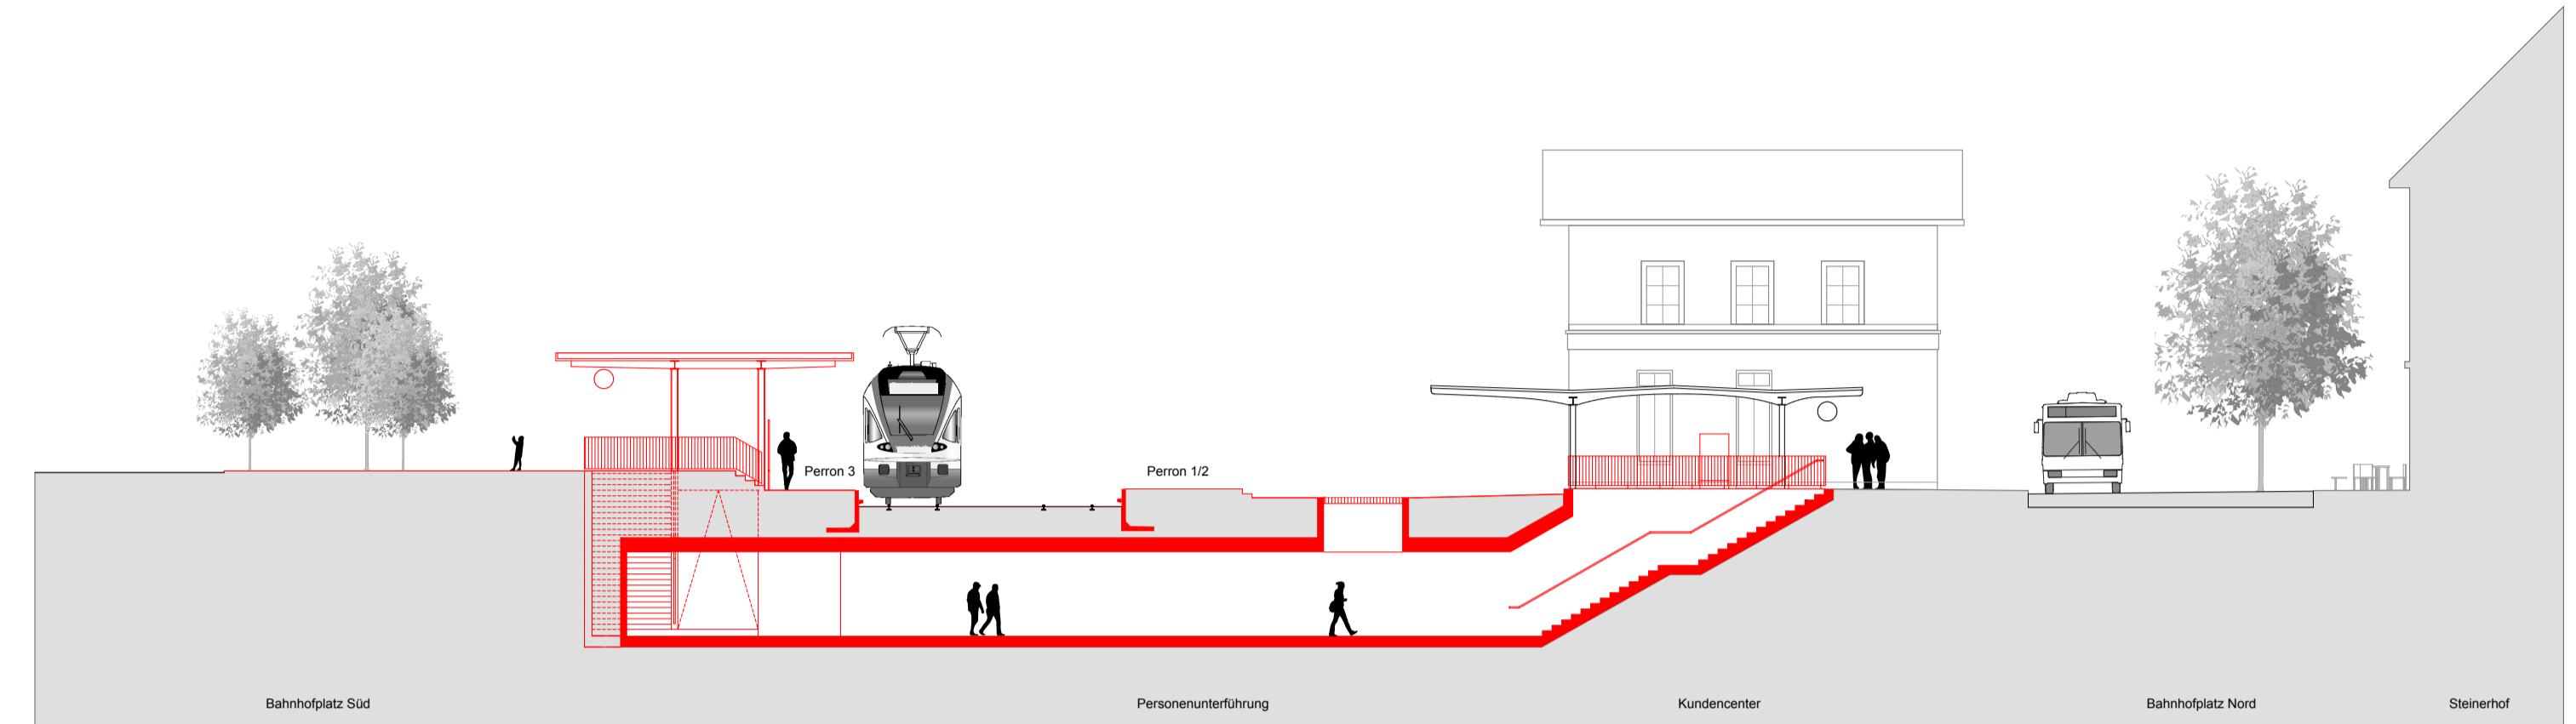 Perron 3
Perron 1/2
Bahnhofplatz Süd
Personenunterführung
Kundencenter
Bahnhofplatz Nord
Steinerhof